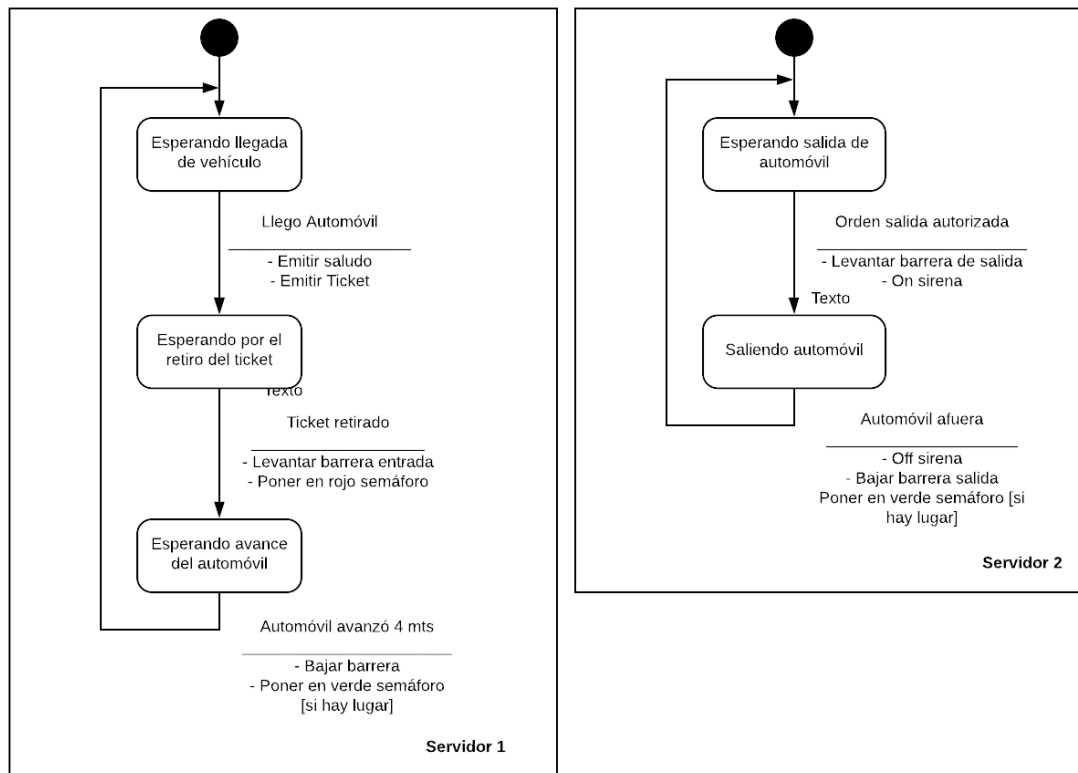 Esperando llegada
de vehículo
Llego Automóvil
- Emitir saludo
- Emitir Ticket
Esperando por el
retiro del ticket
Texto
Ticket retirado
- Levantar barrera entrada
- Poner en rojo semáforo
Esperando avance
del automóvil
Automóvil avanzó 4 mts
- Bajar barrera
- Poner en verde semáforo
[si hay lugar]
Servidor 1
Esperando salida de
automóvil
Orden salida autorizada
- Levantar barrera de salida
- On sirena
Texto
Saliendo automóvil
Automóvil afuera
- Off sirena
- Bajar barrera salida
Poner en verde semáforo [si
hay lugar]
Servidor 2